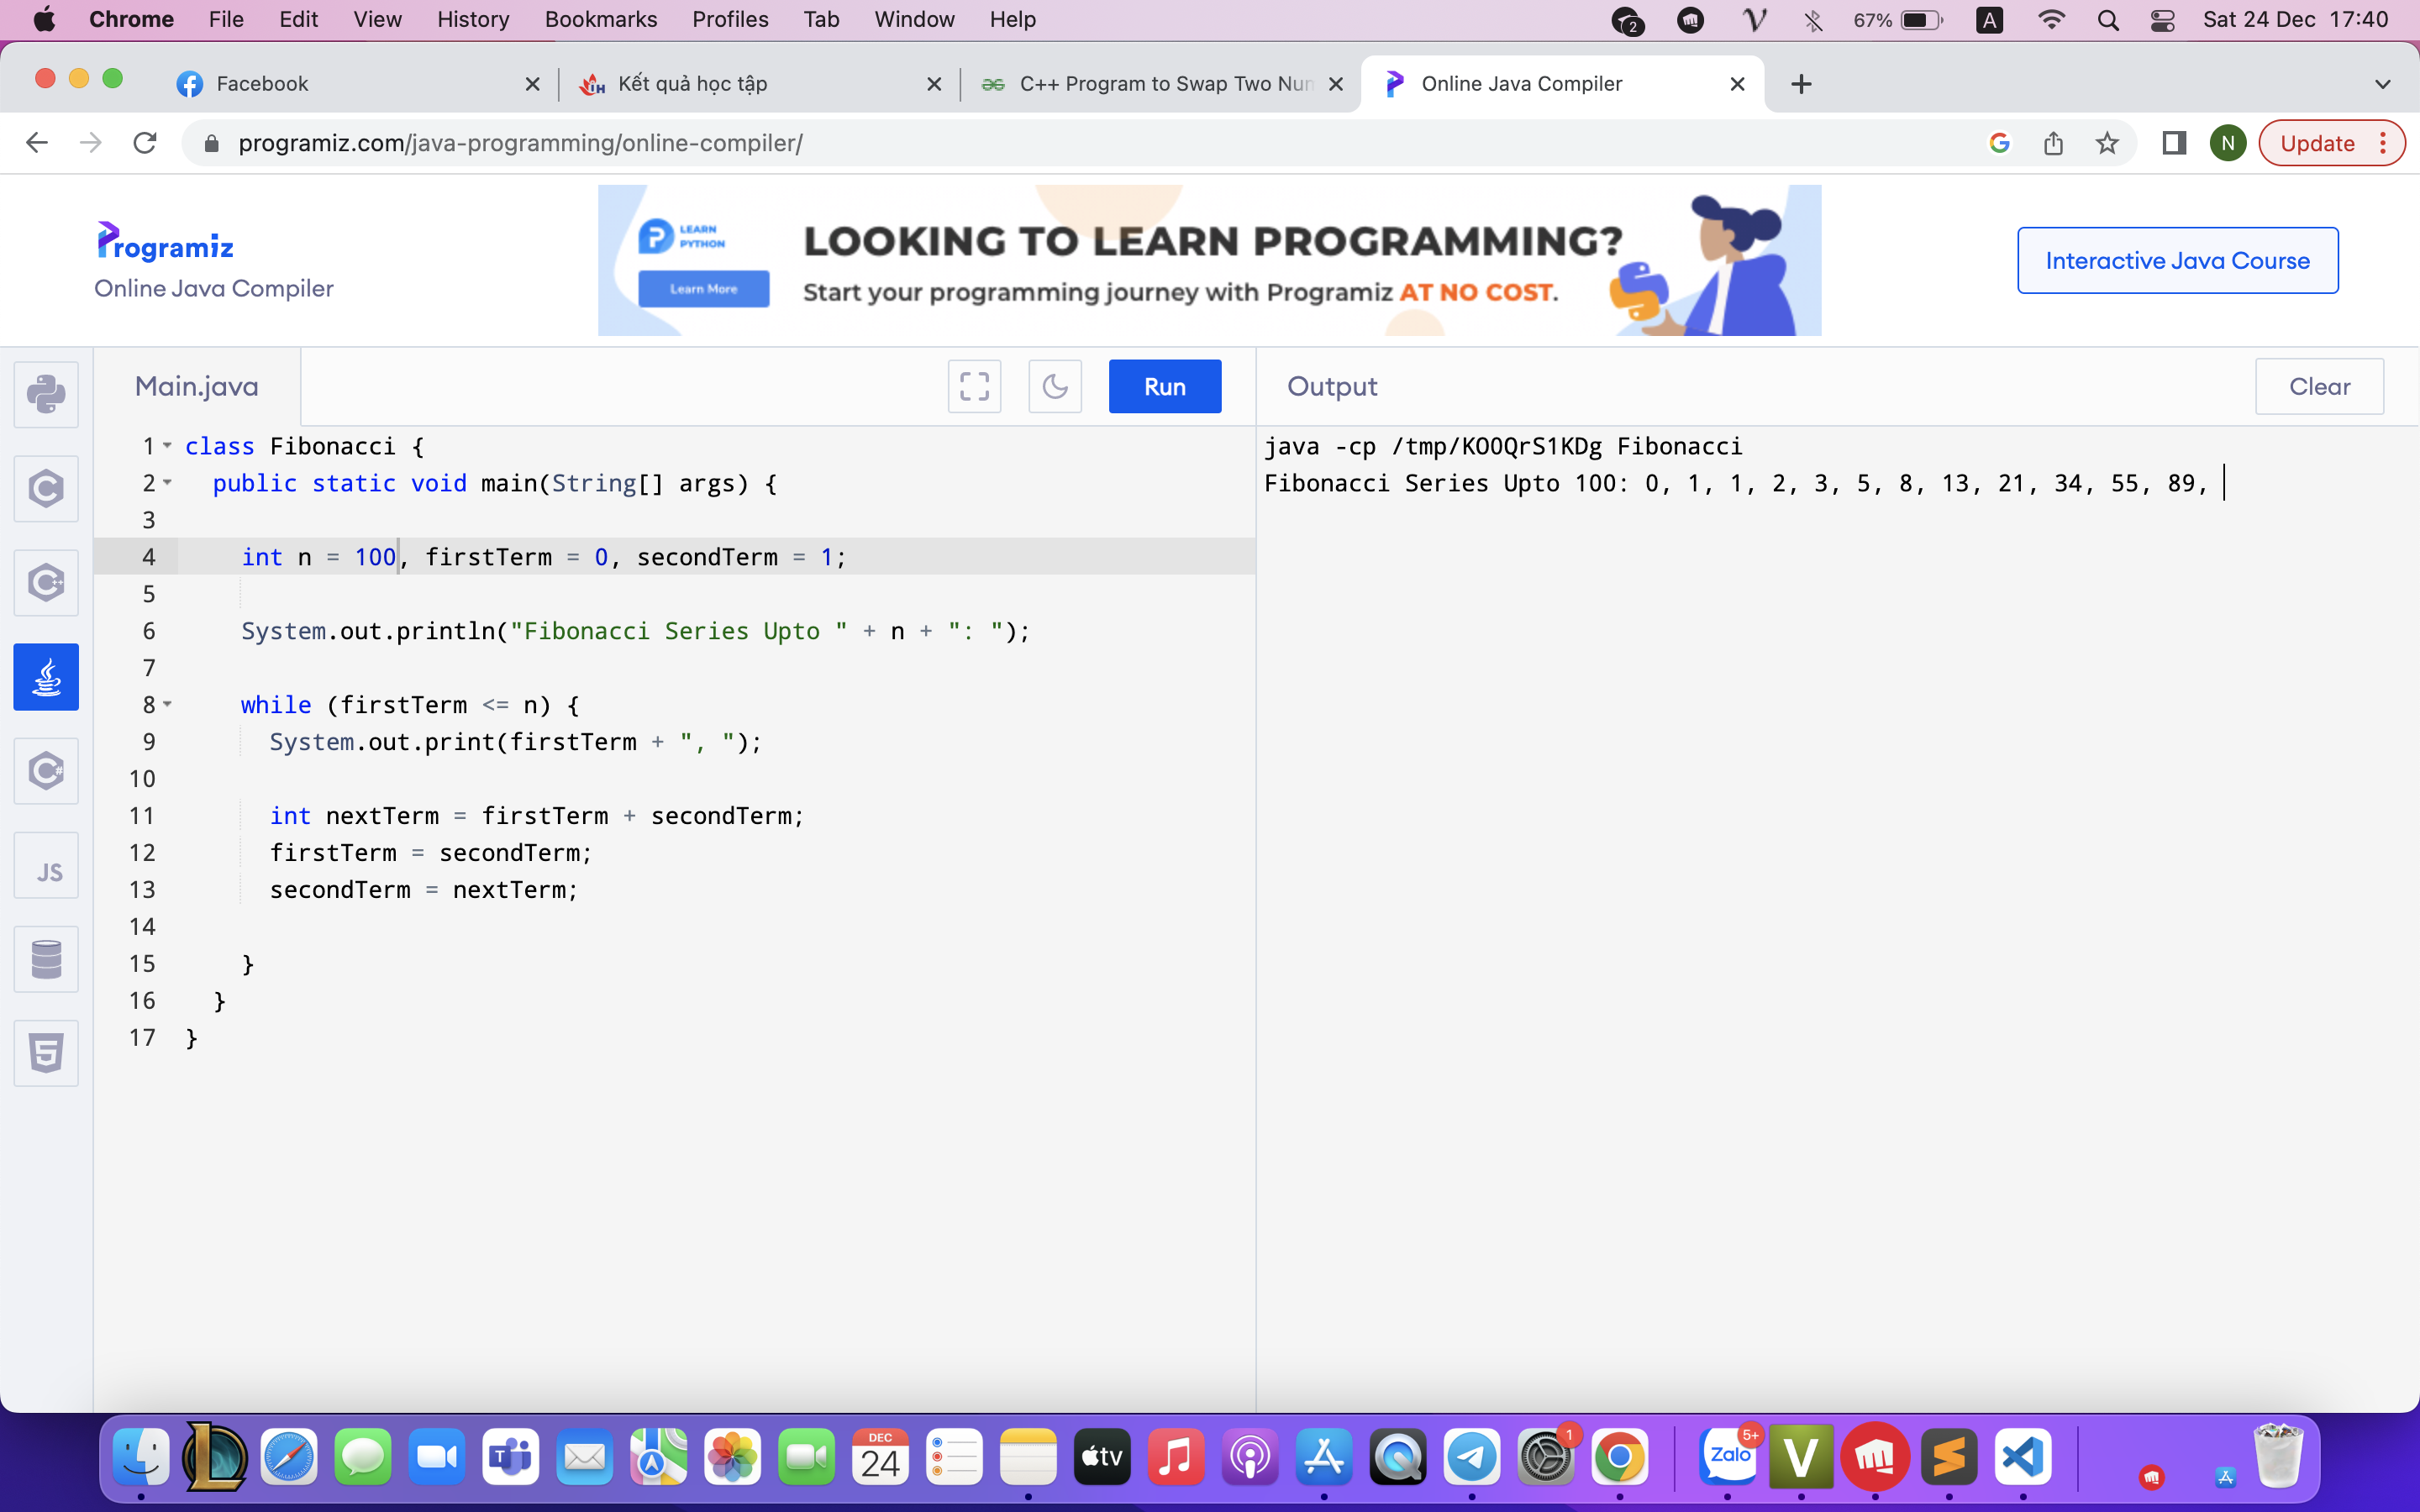 Chrome File Edit View History Bookmarks Profiles Tab Window Help 2 67% A Sat 24 Dec 17:40
Facebook Kết quả học tập C++ Program to Swap Two Nun Online Java Compiler
programiz.com/java-programming/online-compiler/ N Update
Programiz
Online Java Compiler
LEARN
PYTHON
Learn More
LOOKING TO LEARN PROGRAMMING?
Start your programming journey with Programiz AT NO COST.
Interactive Java Course
Main.java Run Output Clear
1 class Fibonacci {
2 public static void main(String[] args) {
3
4 int n = 100, firstTerm = 0, secondTerm = 1;
5
6 System.out.println("Fibonacci Series Upto " + n + ": ");
7
8 while (firstTerm <= n) {
9 System.out.print(firstTerm + ", ");
10
11 int nextTerm = firstTerm + secondTerm;
12 firstTerm = secondTerm;
13 secondTerm = nextTerm;
14
15 }
16 }
17 }
java -cp /tmp/KO0QrS1KDg Fibonacci
Fibonacci Series Upto 100: 0, 1, 1, 2, 3, 5, 8, 13, 21, 34, 55, 89,
C
C++
C#
JS
5
DEC
24
tv
1
Zalo
5+
V